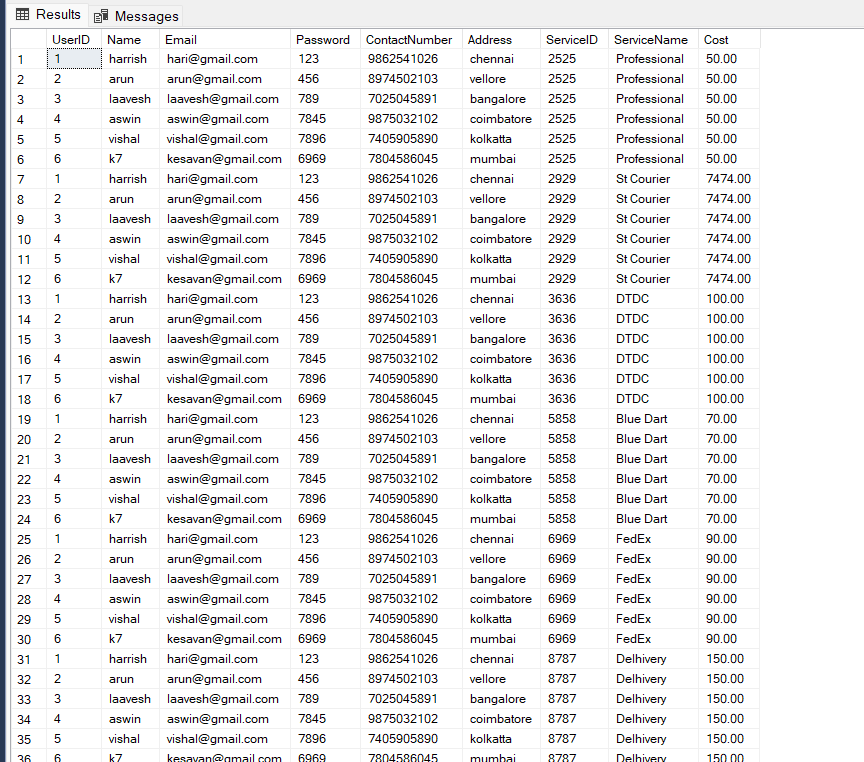 Results Messages
UserID Name Email Password ContactNumber Address ServiceID ServiceName Cost
1 1 harrish hari@gmail.com 123 9862541026 chennai 2525 Professional 50.00
2 2 arun arun@gmail.com 456 8974502103 vellore 2525 Professional 50.00
3 3 laavesh laavesh@gmail.com 789 7025045891 bangalore 2525 Professional 50.00
4 4 aswin aswin@gmail.com 7845 9875032102 coimbatore 2525 Professional 50.00
5 5 vishal vishal@gmail.com 7896 7405905890 kolkatta 2525 Professional 50.00
6 6 k7 kesavan@gmail.com 6969 7804586045 mumbai 2525 Professional 50.00
7 1 harrish hari@gmail.com 123 9862541026 chennai 2929 St Courier 7474.00
8 2 arun arun@gmail.com 456 8974502103 vellore 2929 St Courier 7474.00
9 3 laavesh laavesh@gmail.com 789 7025045891 bangalore 2929 St Courier 7474.00
10 4 aswin aswin@gmail.com 7845 9875032102 coimbatore 2929 St Courier 7474.00
11 5 vishal vishal@gmail.com 7896 7405905890 kolkatta 2929 St Courier 7474.00
12 6 k7 kesavan@gmail.com 6969 7804586045 mumbai 2929 St Courier 7474.00
13 1 harrish hari@gmail.com 123 9862541026 chennai 3636 DTDC 100.00
14 2 arun arun@gmail.com 456 8974502103 vellore 3636 DTDC 100.00
15 3 laavesh laavesh@gmail.com 789 7025045891 bangalore 3636 DTDC 100.00
16 4 aswin aswin@gmail.com 7845 9875032102 coimbatore 3636 DTDC 100.00
17 5 vishal vishal@gmail.com 7896 7405905890 kolkatta 3636 DTDC 100.00
18 6 k7 kesavan@gmail.com 6969 7804586045 mumbai 3636 DTDC 100.00
19 1 harrish hari@gmail.com 123 9862541026 chennai 5858 Blue Dart 70.00
20 2 arun arun@gmail.com 456 8974502103 vellore 5858 Blue Dart 70.00
21 3 laavesh laavesh@gmail.com 789 7025045891 bangalore 5858 Blue Dart 70.00
22 4 aswin aswin@gmail.com 7845 9875032102 coimbatore 5858 Blue Dart 70.00
23 5 vishal vishal@gmail.com 7896 7405905890 kolkatta 5858 Blue Dart 70.00
24 6 k7 kesavan@gmail.com 6969 7804586045 mumbai 5858 Blue Dart 70.00
25 1 harrish hari@gmail.com 123 9862541026 chennai 6969 FedEx 90.00
26 2 arun arun@gmail.com 456 8974502103 vellore 6969 FedEx 90.00
27 3 laavesh laavesh@gmail.com 789 7025045891 bangalore 6969 FedEx 90.00
28 4 aswin aswin@gmail.com 7845 9875032102 coimbatore 6969 FedEx 90.00
29 5 vishal vishal@gmail.com 7896 7405905890 kolkatta 6969 FedEx 90.00
30 6 k7 kesavan@gmail.com 6969 7804586045 mumbai 6969 FedEx 90.00
31 1 harrish hari@gmail.com 123 9862541026 chennai 8787 Delhivery 150.00
32 2 arun arun@gmail.com 456 8974502103 vellore 8787 Delhivery 150.00
33 3 laavesh laavesh@gmail.com 789 7025045891 bangalore 8787 Delhivery 150.00
34 4 aswin aswin@gmail.com 7845 9875032102 coimbatore 8787 Delhivery 150.00
35 5 vishal vishal@gmail.com 7896 7405905890 kolkatta 8787 Delhivery 150.00
36 6 k7 kesavan@gmail.com 6969 7804586045 mumbai 8787 Delhivery 150.00